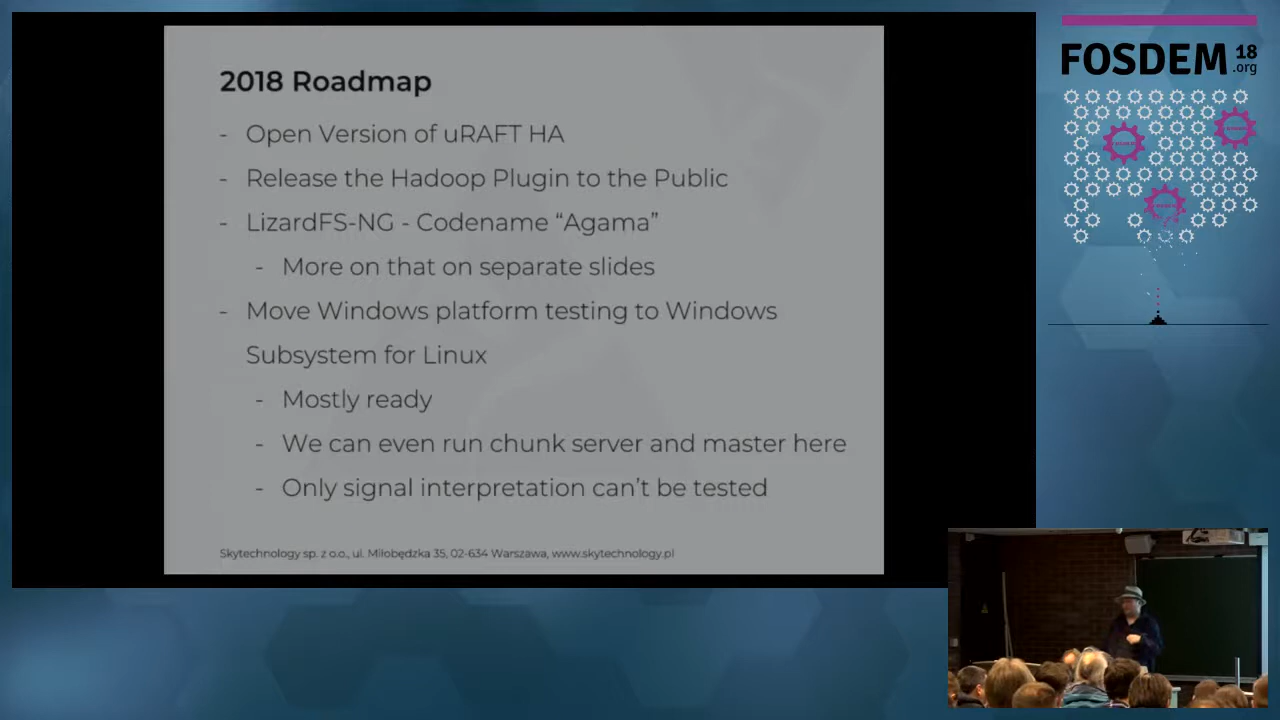 2018 Roadmap
- Open Version of uRAFT HA
- Release the Hadoop Plugin to the Public
- LizardFS-NG - Codename “Agama”
- More on that on separate slides
- Move Windows platform testing to Windows
Subsystem for Linux
- Mostly ready
- We can even run chunk server and master here
- Only signal interpretation can’t be tested
Skytechnology sp. z o.o., ul. Miłobędzka 35, 02-634 Warszawa, www.skytechnology.pl
FOSDEM 18
.org